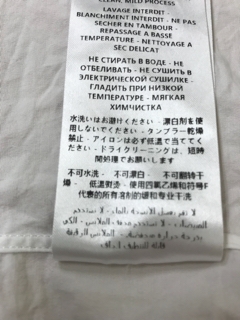 CLEAN, MILD PROCESS
LAVAGE INTERDIT -
BLANCHIMENT INTERDIT - NE PAS
SECHER EN TAMBOUR -
REPASSAGE A BASSE
TEMPERATURE - NETTOYAGE A
SEC DELICAT
НЕ СТИРАТЬ В ВОДЕ - НЕ
ОТБЕЛИВАТЬ - НЕ СУШИТЬ В
ЭЛЕКТРИЧЕСКОЙ СУШИЛКЕ -
ГЛАДИТЬ ПРИ НИЗКОЙ
ТЕМПЕРАТУРЕ - МЯГКАЯ
ХИМЧИСТКА
水洗いはお避けください。漂白剤を使
用しないでください。タンブラー乾燥
禁止。アイロンは必ず低温で当ててく
ださい。ドライクリーニングは、短時
間処理でお願いします
不可水洗。 不可漂白。 不可翻转干
燥。 低温熨烫。使用四氯乙烯和符号F
代表的所有溶剂的缓和专业干洗